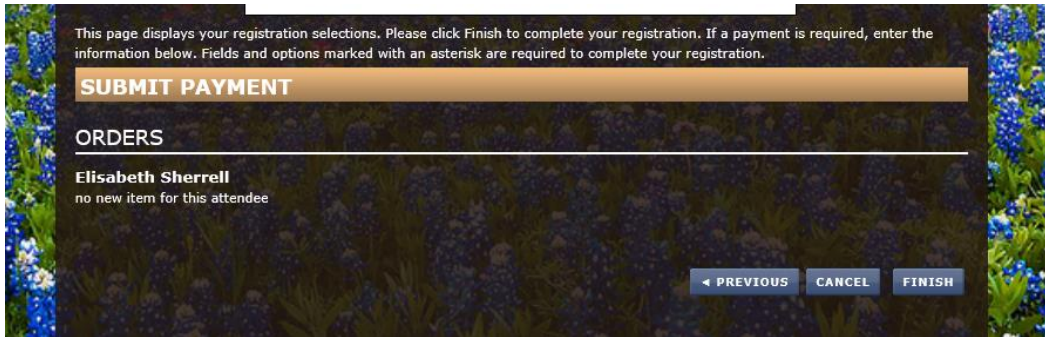 This page displays your registration selections. Please click Finish to complete your registration. If a payment is required, enter the
information below. Fields and options marked with an asterisk are required to complete your registration.
SUBMIT PAYMENT
ORDERS
Elisabeth Sherrell
no new item for this attendee
◄ PREVIOUS CANCEL FINISH